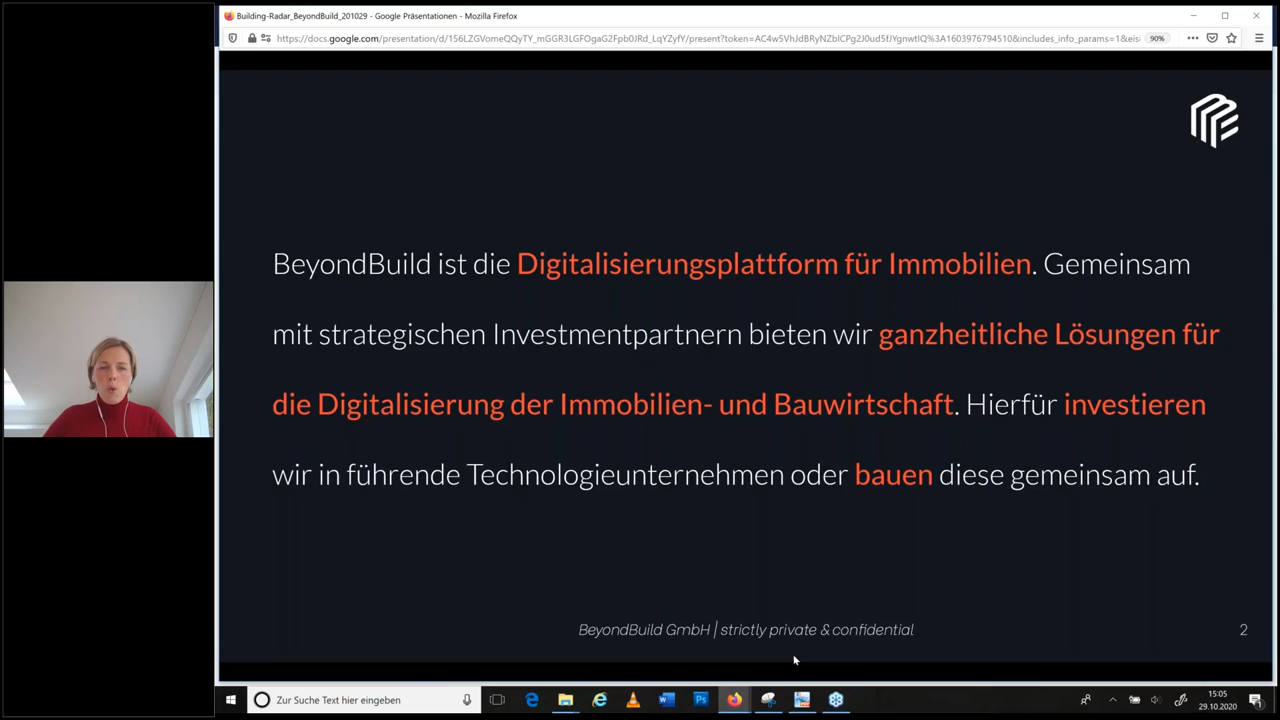 Building-Radar_BeyondBuild_201029 - Google Präsentationen - Mozilla Firefox
90%
BeyondBuild ist die Digitalisierungsplattform für Immobilien. Gemeinsam
mit strategischen Investmentpartnern bieten wir ganzheitliche Lösungen für
die Digitalisierung der Immobilien- und Bauwirtschaft. Hierfür investieren
wir in führende Technologieunternehmen oder bauen diese gemeinsam auf.
BeyondBuild GmbH | strictly private & confidential
2
Zur Suche Text hier eingeben
15:05
29.10.2020